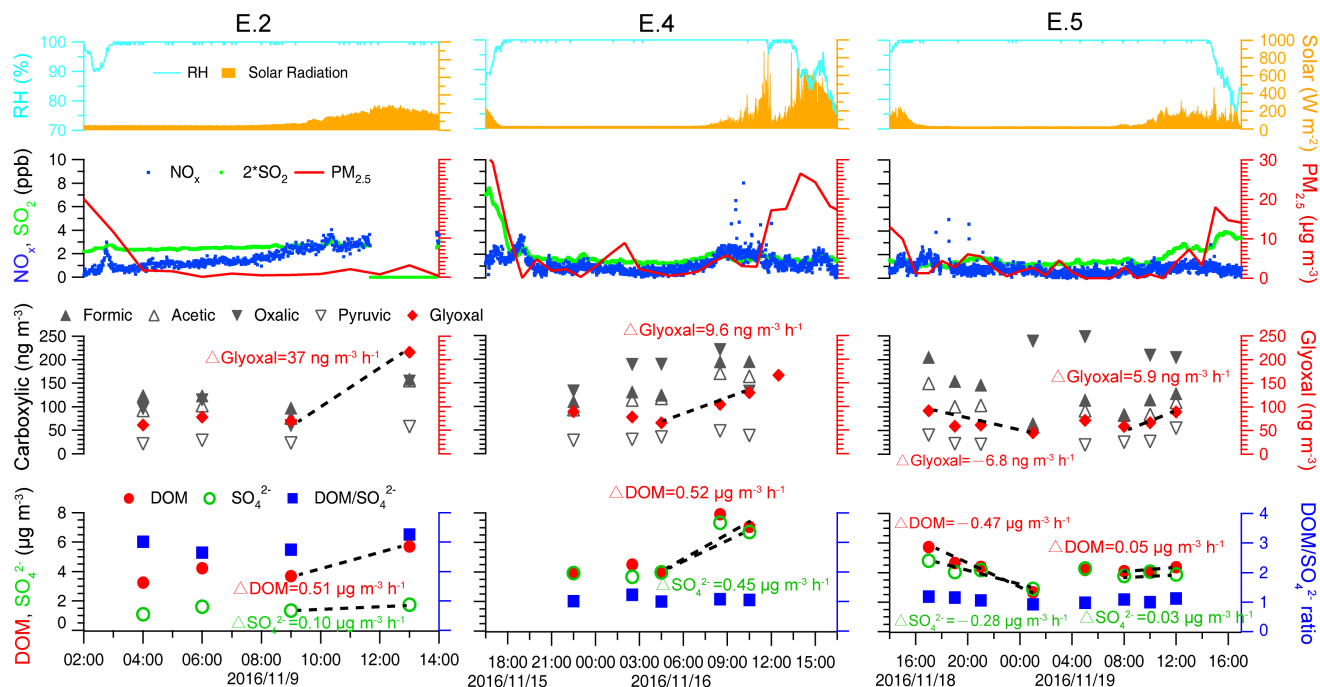 E.2 E.4 E.5
100
90
80
70
RH (%)
RH Solar Radiation
1000
800
600
400
200
0
Solar (W m⁻²)
10
8
6
4
2
0
NOₓ, SO₂ (ppb)
NOₓ 2*SO₂ PM₂.₅
30
20
10
0
PM₂.₅ (µg m⁻³)
Formic Acetic Oxalic Pyruvic Glyoxal
250
200
150
100
50
0
Carboxylic (ng m⁻³)
△Glyoxal=37 ng m⁻³ h⁻¹
△Glyoxal=9.6 ng m⁻³ h⁻¹
△Glyoxal=5.9 ng m⁻³ h⁻¹
△Glyoxal=−6.8 ng m⁻³ h⁻¹
250
200
150
100
50
0
Glyoxal (ng m⁻³)
DOM SO₄²⁻ DOM/SO₄²⁻
8
6
4
2
0
DOM, SO₄²⁻ (µg m⁻³)
△DOM=0.51 µg m⁻³ h⁻¹
△SO₄²⁻=0.10 µg m⁻³ h⁻¹
△DOM=0.52 µg m⁻³ h⁻¹
△SO₄²⁻=0.45 µg m⁻³ h⁻¹
△DOM=−0.47 µg m⁻³ h⁻¹
△DOM=0.05 µg m⁻³ h⁻¹
△SO₄²⁻=−0.28 µg m⁻³ h⁻¹
△SO₄²⁻=0.03 µg m⁻³ h⁻¹
4
3
2
1
0
DOM/SO₄²⁻ ratio
02:00 04:00 06:00 08:00 10:00 12:00 14:00
2016/11/9
18:00 21:00 00:00 03:00 06:00 09:00 12:00 15:00
2016/11/15 2016/11/16
16:00 20:00 00:00 04:00 08:00 12:00 16:00
2016/11/18 2016/11/19